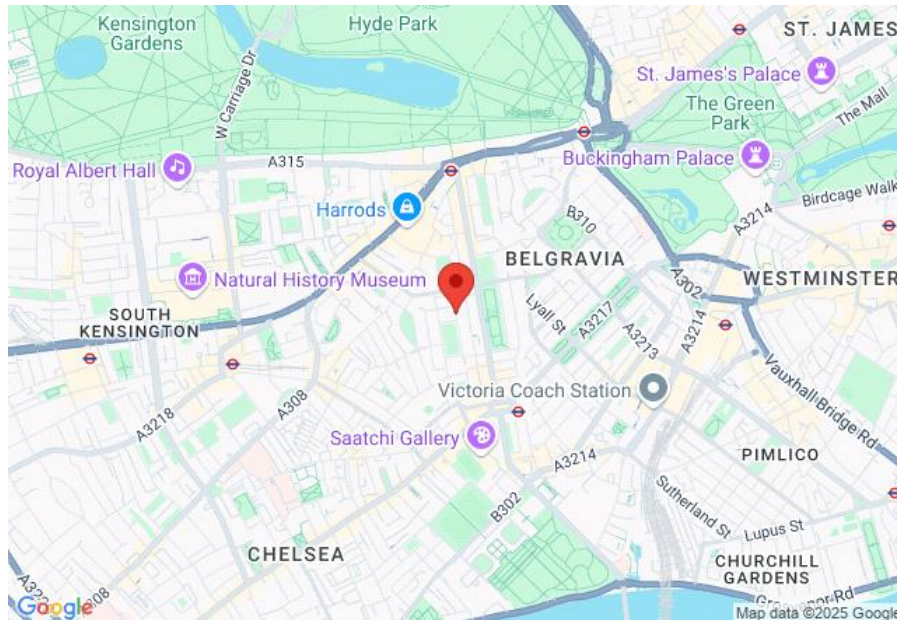 Kensington
Gardens
Hyde Park
ST. JAMES
St. James's Palace
W Carriage Dr
The Green
Park
The Mall
Royal Albert Hall
A315
Buckingham Palace
Birdcage Walk
Harrods
B310
A3214
BELGRAVIA
Natural History Museum
A302
WESTMINSTER
SOUTH
KENSINGTON
Lyall St
A3217
A3213
A3214
Vauxhall Bridge Rd
A308
Victoria Coach Station
A3218
Saatchi Gallery
A3214
PIMLICO
B302
Sutherland St
Lupus St
CHELSEA
CHURCHILL
GARDENS
Google
Map data ©2025 Google